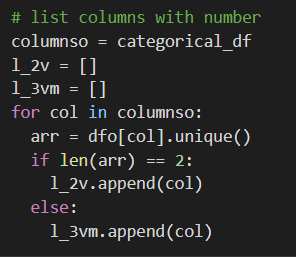 # list columns with number
columnso = categorical_df
l_2v = []
l_3vm = []
for col in columnso:
  arr = dfo[col].unique()
  if len(arr) == 2:
    l_2v.append(col)
  else:
    l_3vm.append(col)